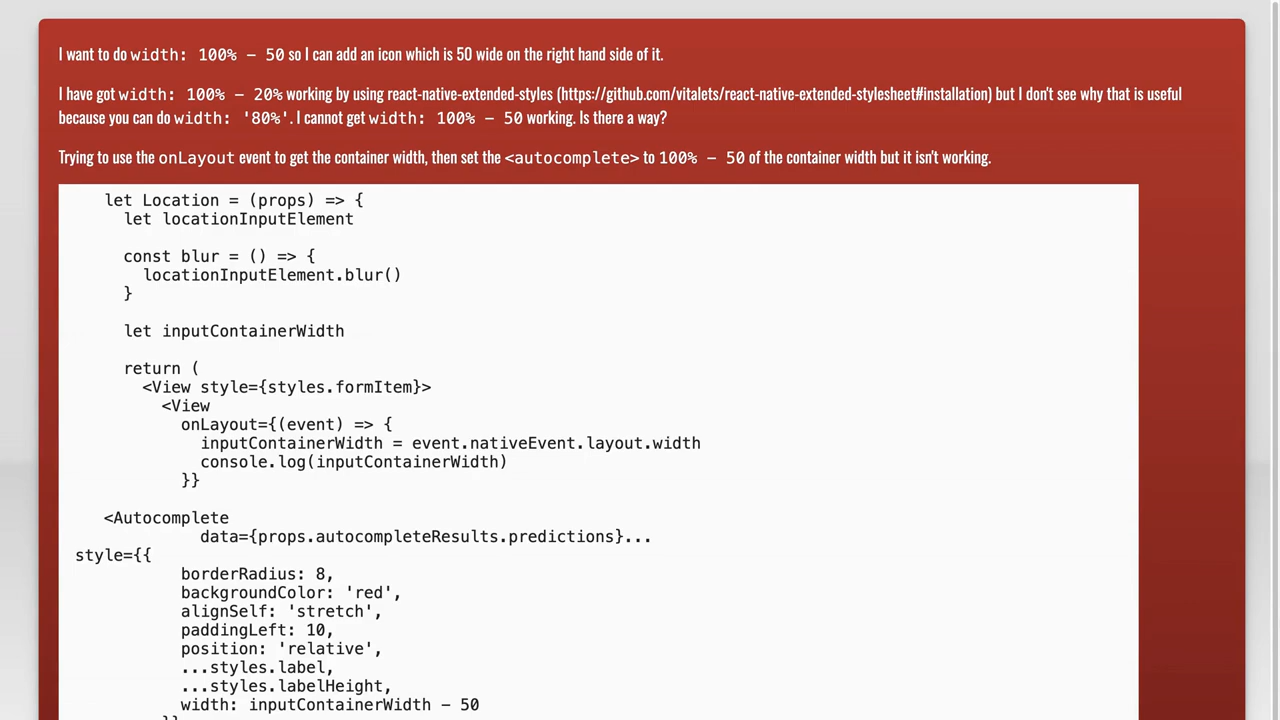 I want to do width: 100% - 50 so I can add an icon which is 50 wide on the right hand side of it.
I have got width: 100% - 20% working by using react-native-extended-styles (https://github.com/vitalets/react-native-extended-stylesheet#installation) but I don't see why that is useful
because you can do width: '80%'. I cannot get width: 100% - 50 working. Is there a way?
Trying to use the onLayout event to get the container width, then set the <autocomplete> to 100% - 50 of the container width but it isn't working.
let Location = (props) => {
let locationInputElement
const blur = () => {
locationInputElement.blur()
}
let inputContainerWidth
return (
<View style={styles.formItem}>
<View
onLayout={(event) => {
inputContainerWidth = event.nativeEvent.layout.width
console.log(inputContainerWidth)
}}
<Autocomplete
data={props.autocompleteResults.predictions}...
style={{
borderRadius: 8,
backgroundColor: 'red',
alignSelf: 'stretch',
paddingLeft: 10,
position: 'relative',
...styles.label,
...styles.labelHeight,
width: inputContainerWidth - 50
}}